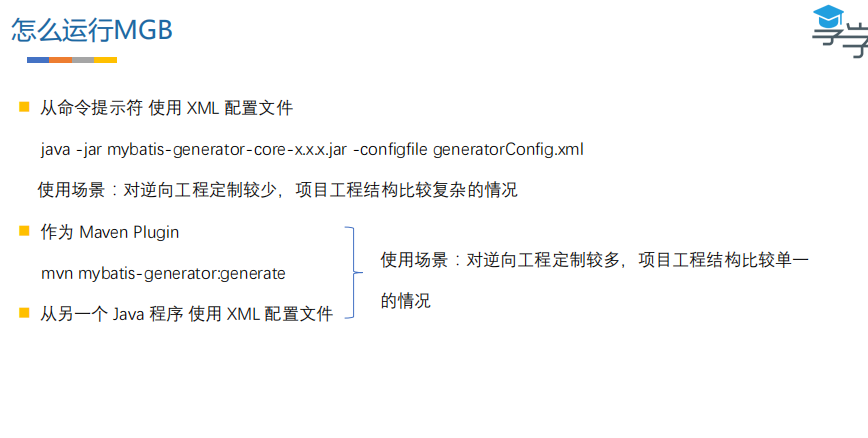 怎么运行MGB
从命令提示符 使用 XML 配置文件
java -jar mybatis-generator-core-x.x.x.jar -configfile generatorConfig.xml
使用场景：对逆向工程定制较少，项目工程结构比较复杂的情况
作为 Maven Plugin
mvn mybatis-generator:generate
从另一个 Java 程序 使用 XML 配置文件
使用场景：对逆向工程定制较多，项目工程结构比较单一
的情况